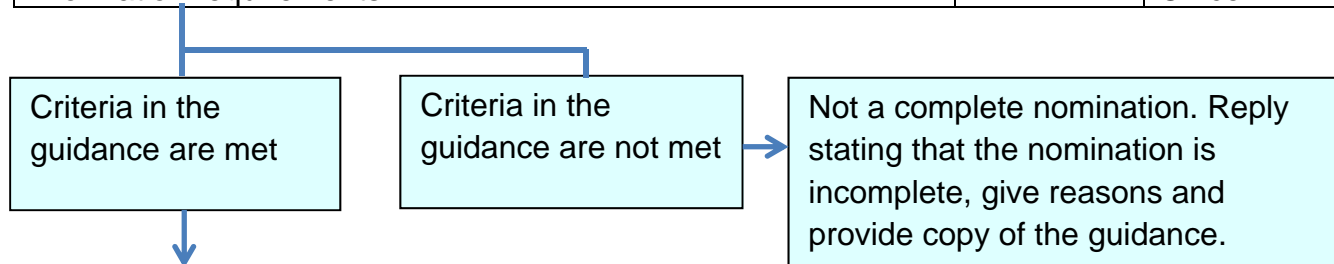 Criteria in the
guidance are met
Criteria in the
guidance are not met
Not a complete nomination. Reply
stating that the nomination is
incomplete, give reasons and
provide copy of the guidance.